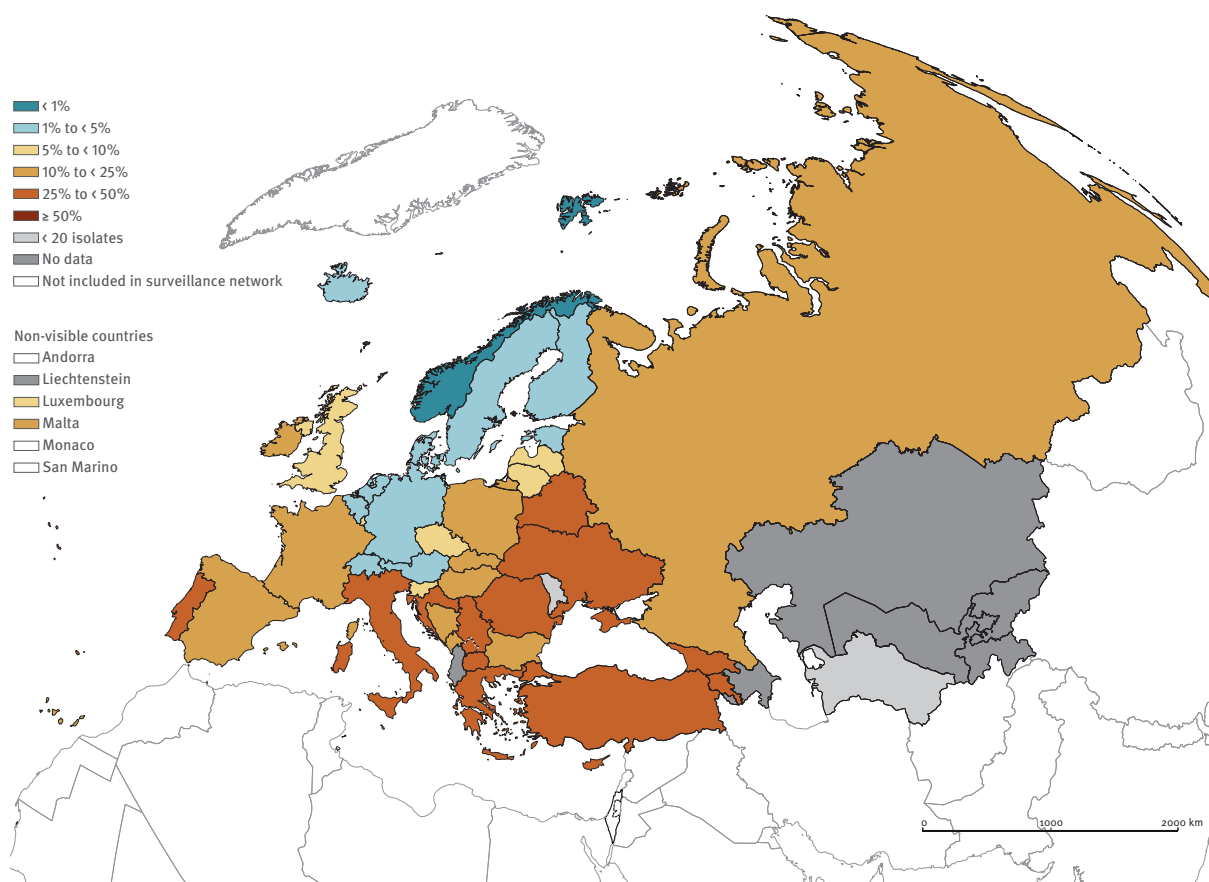 ‹ 1%
1% to ‹ 5%
5% to ‹ 10%
10% to ‹ 25%
25% to ‹ 50%
≥ 50%
‹ 20 isolates
No data
Not included in surveillance network
Non-visible countries
Andorra
Liechtenstein
Luxembourg
Malta
Monaco
San Marino
0 1000 2000 km